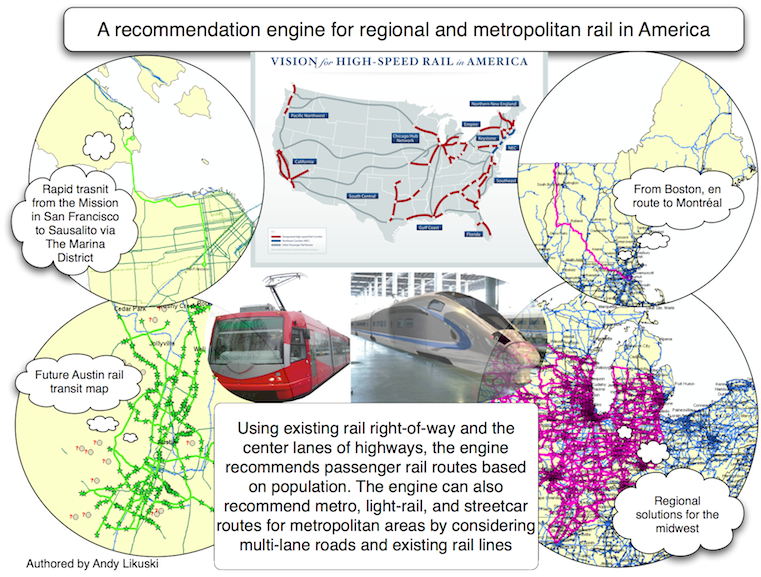 A recommendation engine for regional and metropolitan rail in America
VISION for HIGH-SPEED RAIL in AMERICA
Pacific Northwest
Northern New England
Empire
Chicago Hub
Network
Keystone
NEC
California
Southeast
South Central
Gulf Coast
Florida
Rapid trasnit
from the Mission
in San Francisco
to Sausalito via
The Marina
District
From Boston, en
route to Montréal
Cedar Park
Jollyville
Future Austin rail
transit map
Using existing rail right-of-way and the
center lanes of highways, the engine
recommends passenger rail routes based
on population. The engine can also
recommend metro, light-rail, and streetcar
routes for metropolitan areas by considering
multi-lane roads and existing rail lines
Port Huron
Regional
solutions for the
midwest
Authored by Andy Likuski